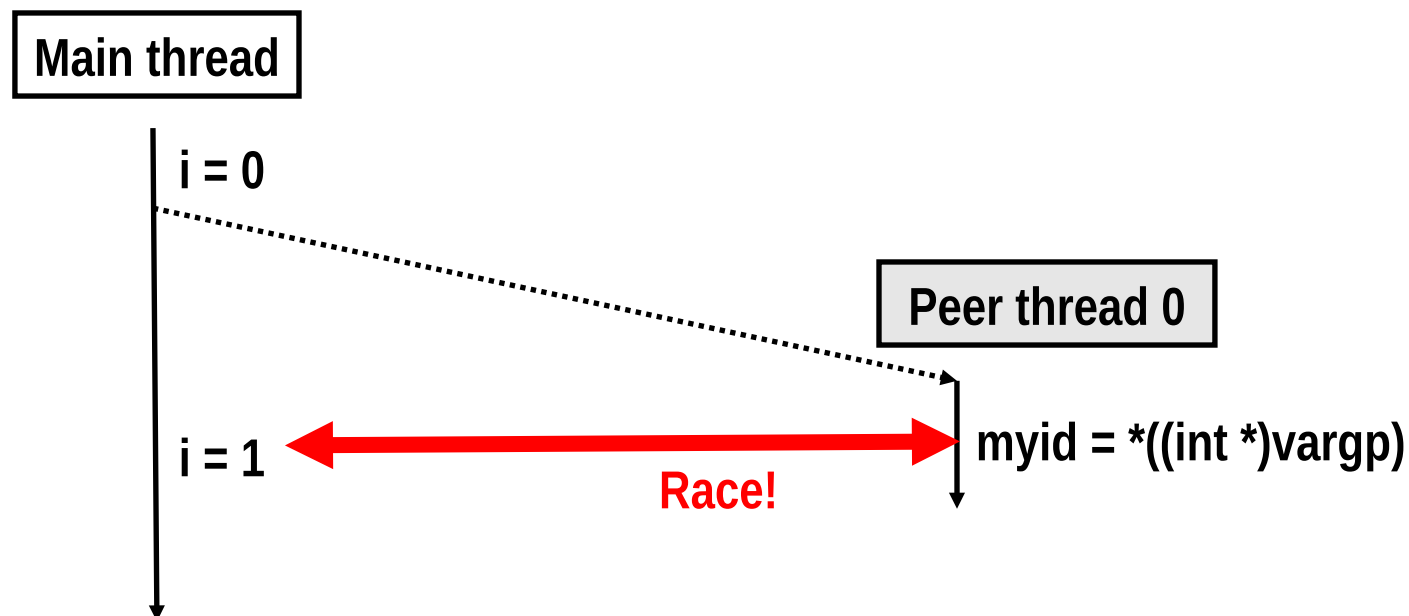 Main thread
i = 0
Peer thread 0
i = 1
myid = *((int *)vargp)
Race!